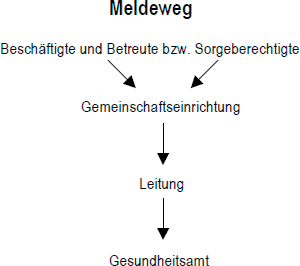 Meldeweg
Beschäftigte und Betreute bzw. Sorgeberechtigte
Gemeinschaftseinrichtung
Leitung
Gesundheitsamt